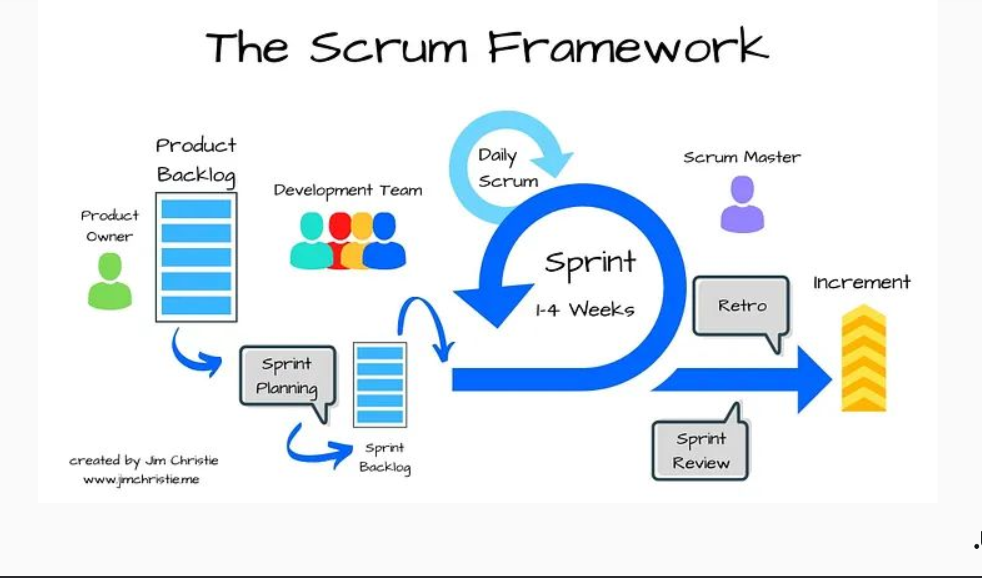 The Scrum Framework
Product
Backlog
Product
Owner
Development Team
Daily
Scrum
Scrum Master
Sprint
1-4 Weeks
Retro
Increment
Sprint
Planning
Sprint
Backlog
Sprint
Review
created by Jim Christie
www.jimchristie.me